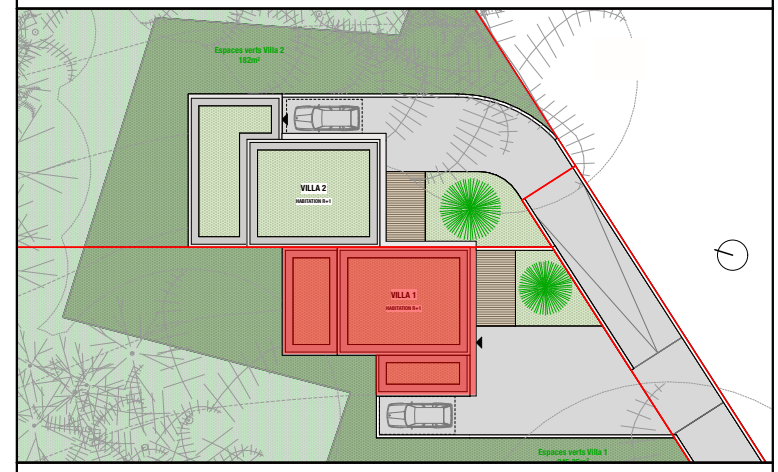 Espaces verts Villa 2
182m²
VILLA 2
HABITATION R+1
VILLA 1
HABITATION R+1
Espaces verts Villa 1